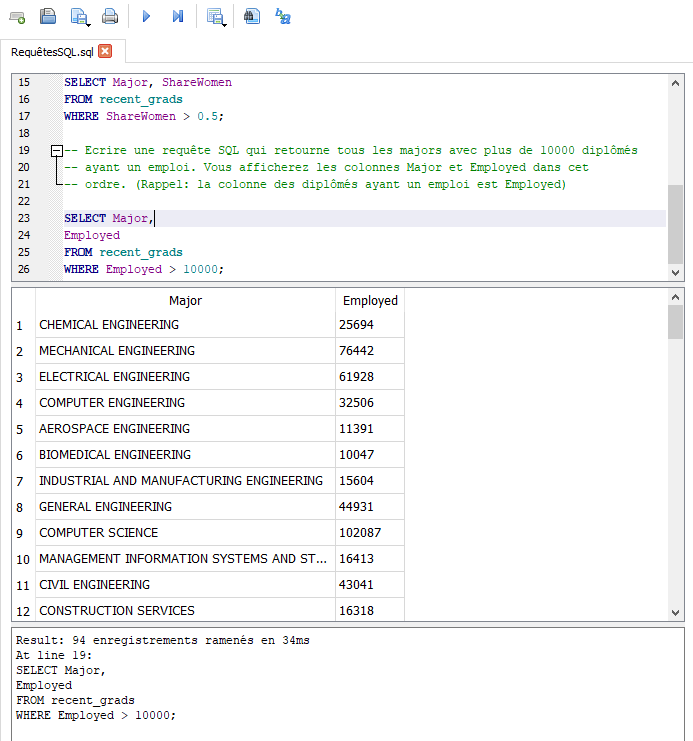 RequêtesSQL.sql
15 SELECT Major, ShareWomen
16 FROM recent_grads
17 WHERE ShareWomen > 0.5;
18
19 -- Ecrire une requête SQL qui retourne tous les majors avec plus de 10000 diplômés
20 -- ayant un emploi. Vous afficherez les colonnes Major et Employed dans cet
21 -- ordre. (Rappel: la colonne des diplômés ayant un emploi est Employed)
22
23 SELECT Major,
24 Employed
25 FROM recent_grads
26 WHERE Employed > 10000;
Major Employed
1 CHEMICAL ENGINEERING 25694
2 MECHANICAL ENGINEERING 76442
3 ELECTRICAL ENGINEERING 61928
4 COMPUTER ENGINEERING 32506
5 AEROSPACE ENGINEERING 11391
6 BIOMEDICAL ENGINEERING 10047
7 INDUSTRIAL AND MANUFACTURING ENGINEERING 15604
8 GENERAL ENGINEERING 44931
9 COMPUTER SCIENCE 102087
10 MANAGEMENT INFORMATION SYSTEMS AND ST... 16413
11 CIVIL ENGINEERING 43041
12 CONSTRUCTION SERVICES 16318
Result: 94 enregistrements ramenés en 34ms
At line 19:
SELECT Major,
Employed
FROM recent_grads
WHERE Employed > 10000;